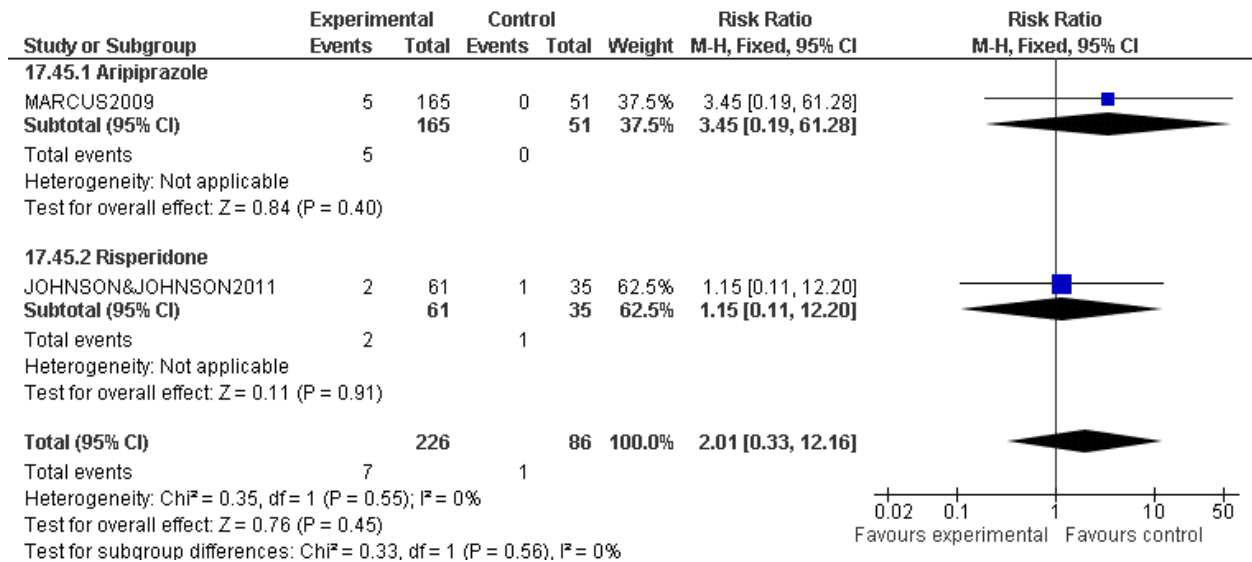 Experimental Control Risk Ratio Risk Ratio
Study or Subgroup Events Total Events Total Weight M-H, Fixed, 95% CI M-H, Fixed, 95% CI
17.45.1 Aripiprazole
MARCUS2009 5 165 0 51 37.5% 3.45 [0.19, 61.28]
Subtotal (95% CI) 165 51 37.5% 3.45 [0.19, 61.28]
Total events 5 0
Heterogeneity: Not applicable
Test for overall effect: Z = 0.84 (P = 0.40)
17.45.2 Risperidone
JOHNSON&JOHNSON2011 2 61 1 35 62.5% 1.15 [0.11, 12.20]
Subtotal (95% CI) 61 35 62.5% 1.15 [0.11, 12.20]
Total events 2 1
Heterogeneity: Not applicable
Test for overall effect: Z = 0.11 (P = 0.91)
Total (95% CI) 226 86 100.0% 2.01 [0.33, 12.16]
Total events 7 1
Heterogeneity: Chi² = 0.35, df = 1 (P = 0.55); I² = 0%
Test for overall effect: Z = 0.76 (P = 0.45)
Test for subgroup differences: Chi² = 0.33, df = 1 (P = 0.56), I² = 0%
0.02 0.1 1 10 50
Favours experimental Favours control